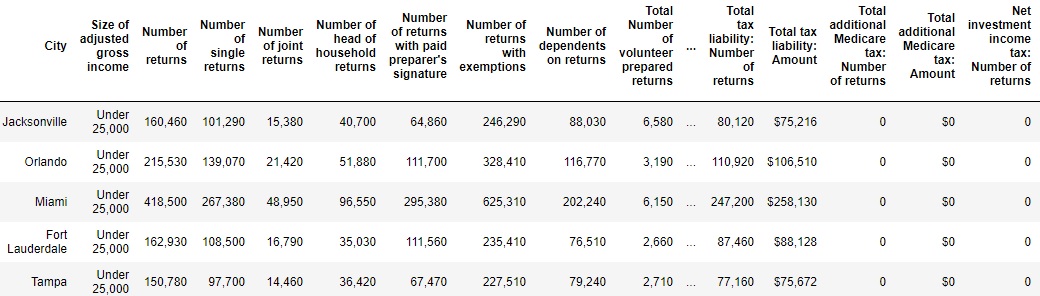 City Size of adjusted gross income Number of returns Number of single returns Number of joint returns Number of head of household returns Number of returns with paid preparer's signature Number of returns with exemptions Number of dependents on returns Total Number of volunteer prepared returns ... Total tax liability: Number of returns Total tax liability: Amount Total additional Medicare tax: Number of returns Total additional Medicare tax: Amount Net investment income tax: Number of returns
Jacksonville Under 25,000 160,460 101,290 15,380 40,700 64,860 246,290 88,030 6,580 ... 80,120 $75,216 0 $0 0
Orlando Under 25,000 215,530 139,070 21,420 51,880 111,700 328,410 116,770 3,190 ... 110,920 $106,510 0 $0 0
Miami Under 25,000 418,500 267,380 48,950 96,550 295,380 625,310 202,240 6,150 ... 247,200 $258,130 0 $0 0
Fort Lauderdale Under 25,000 162,930 108,500 16,790 35,030 111,560 235,410 76,510 2,660 ... 87,460 $88,128 0 $0 0
Tampa Under 25,000 150,780 97,700 14,460 36,420 67,470 227,510 79,240 2,710 ... 77,160 $75,672 0 $0 0